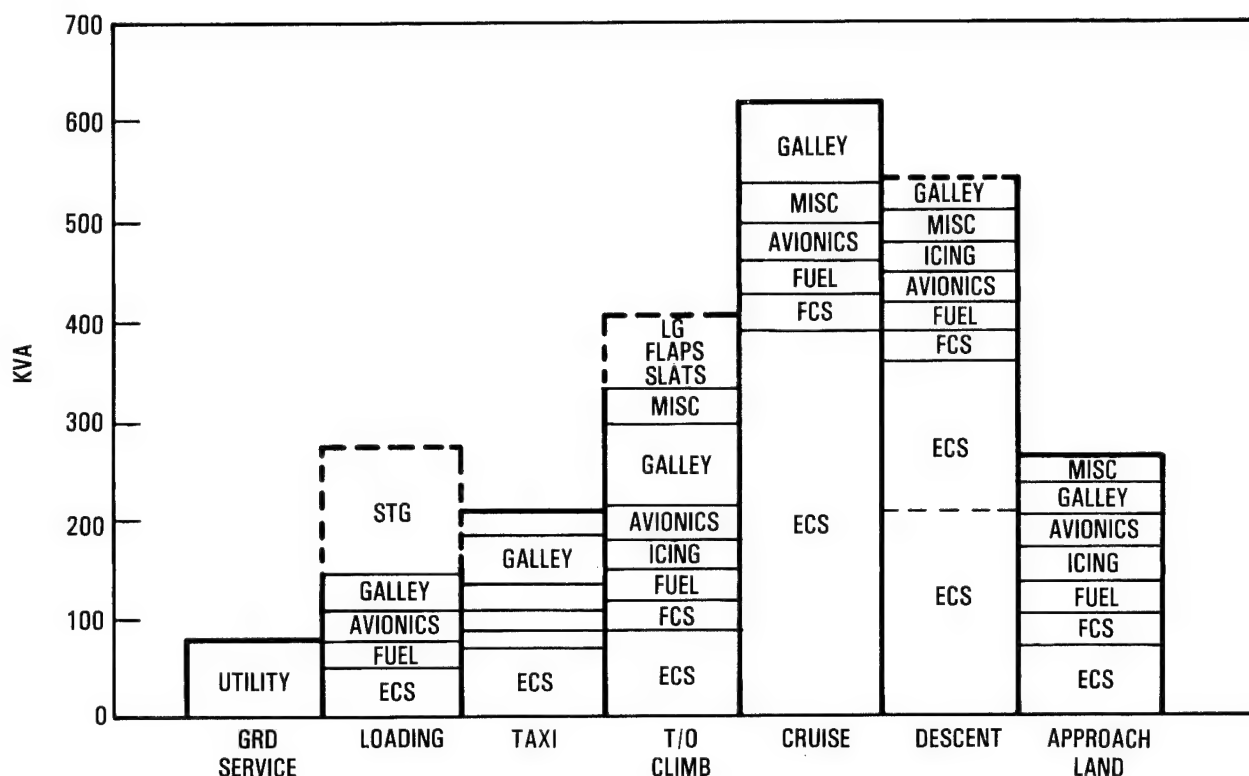 700
600
500
400
300
200
100
0
KVA
UTILITY
STG
GALLEY
AVIONICS
FUEL
ECS
GALLEY
ECS
LG
FLAPS
SLATS
MISC
GALLEY
AVIONICS
ICING
FUEL
FCS
ECS
GALLEY
MISC
AVIONICS
FUEL
FCS
ECS
GALLEY
MISC
ICING
AVIONICS
FUEL
FCS
ECS
ECS
MISC
GALLEY
AVIONICS
ICING
FUEL
FCS
ECS
GRD
SERVICE
LOADING
TAXI
T/O
CLIMB
CRUISE
DESCENT
APPROACH
LAND